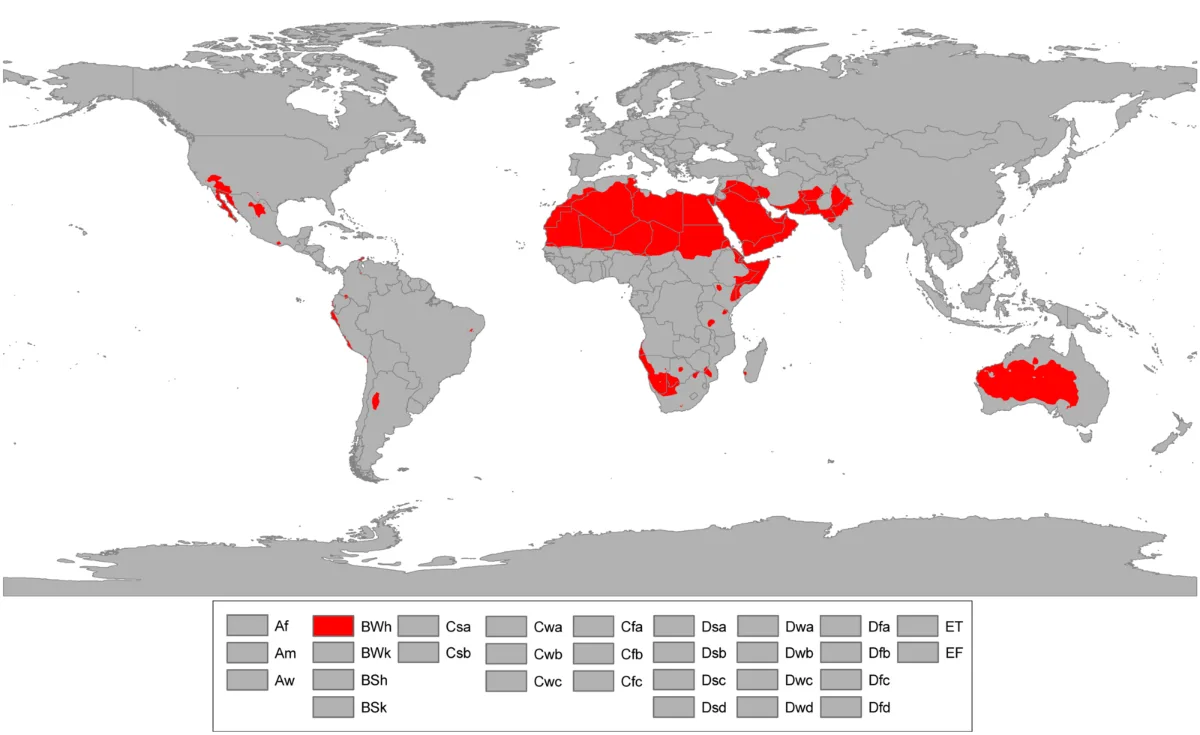 Af BWh Csa Cwa Cfa Dsa Dwa Dfa ET
Am BWk Csb Cwb Cfb Dsb Dwb Dfb EF
Aw BSh Cwc Cfc Dsc Dwc Dfc
BSk Dsd Dwd Dfd